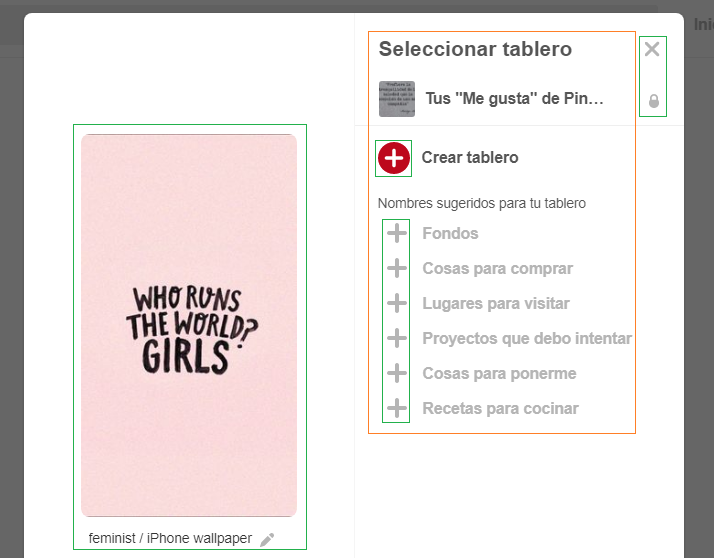 Inic
Seleccionar tablero
Tus "Me gusta" de Pin…
Crear tablero
Nombres sugeridos para tu tablero
Fondos
Cosas para comprar
Lugares para visitar
Proyectos que debo intentar
Cosas para ponerme
Recetas para cocinar
WHO RUNS
THE WORLD?
GIRLS
feminist / iPhone wallpaper